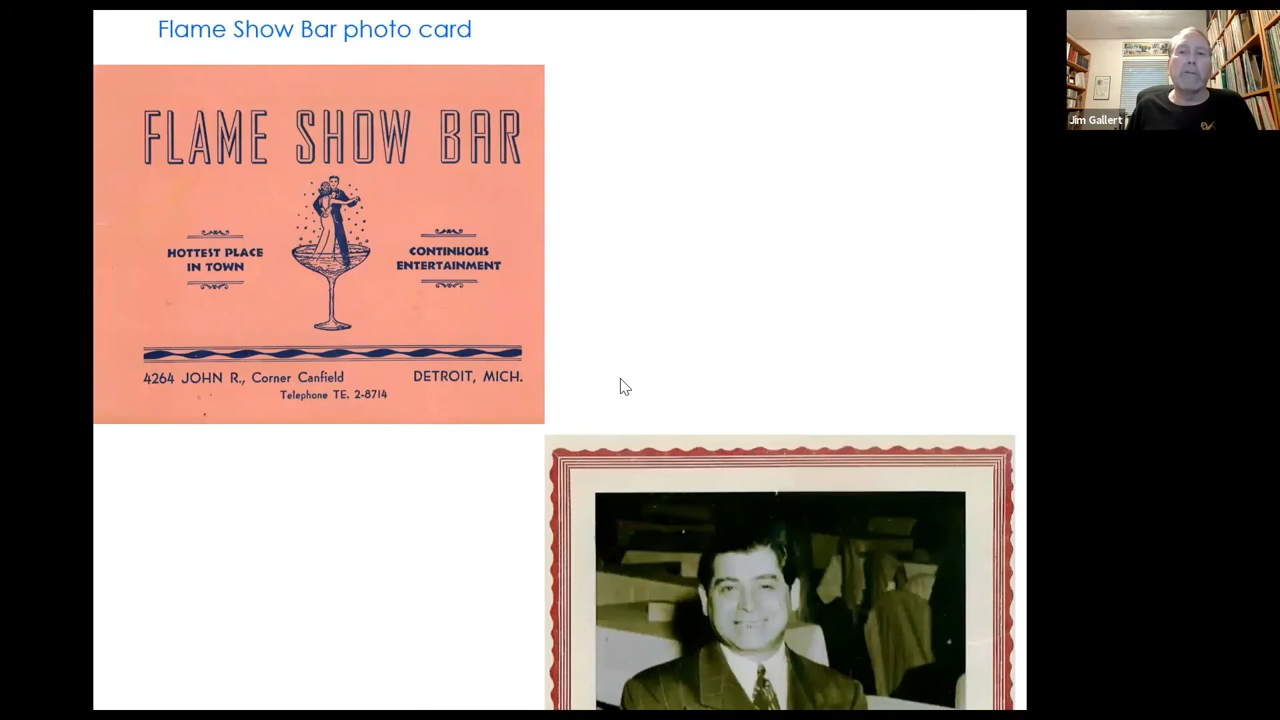 Flame Show Bar photo card
FLAME SHOW BAR
HOTTEST PLACE
IN TOWN
CONTINUOUS
ENTERTAINMENT
4264 JOHN R., Corner Canfield
DETROIT, MICH.
Telephone TE. 2-8714
Jim Gallert